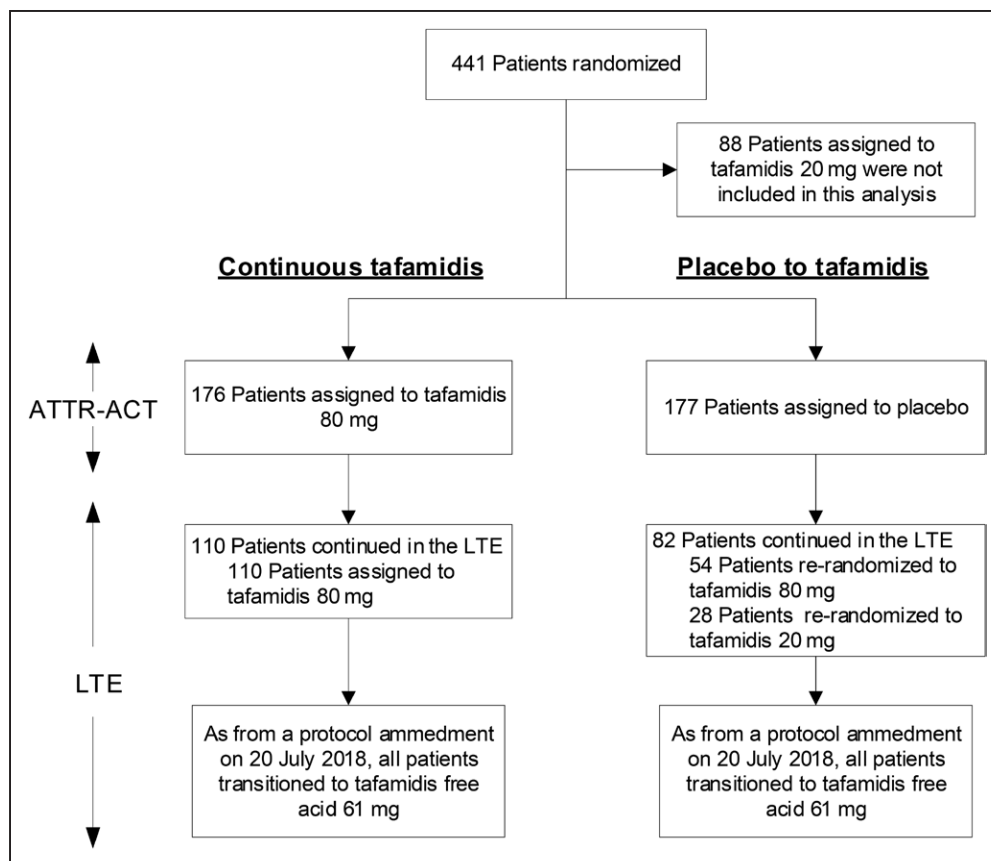 441 Patients randomized
88 Patients assigned to
tafamidis 20 mg were not
included in this analysis
Continuous tafamidis
Placebo to tafamidis
ATTR-ACT
176 Patients assigned to tafamidis
80 mg
177 Patients assigned to placebo
LTE
110 Patients continued in the LTE
110 Patients assigned to
tafamidis 80 mg
82 Patients continued in the LTE
54 Patients re-randomized to
tafamidis 80 mg
28 Patients re-randomized to
tafamidis 20 mg
As from a protocol ammedment
on 20 July 2018, all patients
transitioned to tafamidis free
acid 61 mg
As from a protocol ammedment
on 20 July 2018, all patients
transitioned to tafamidis free
acid 61 mg